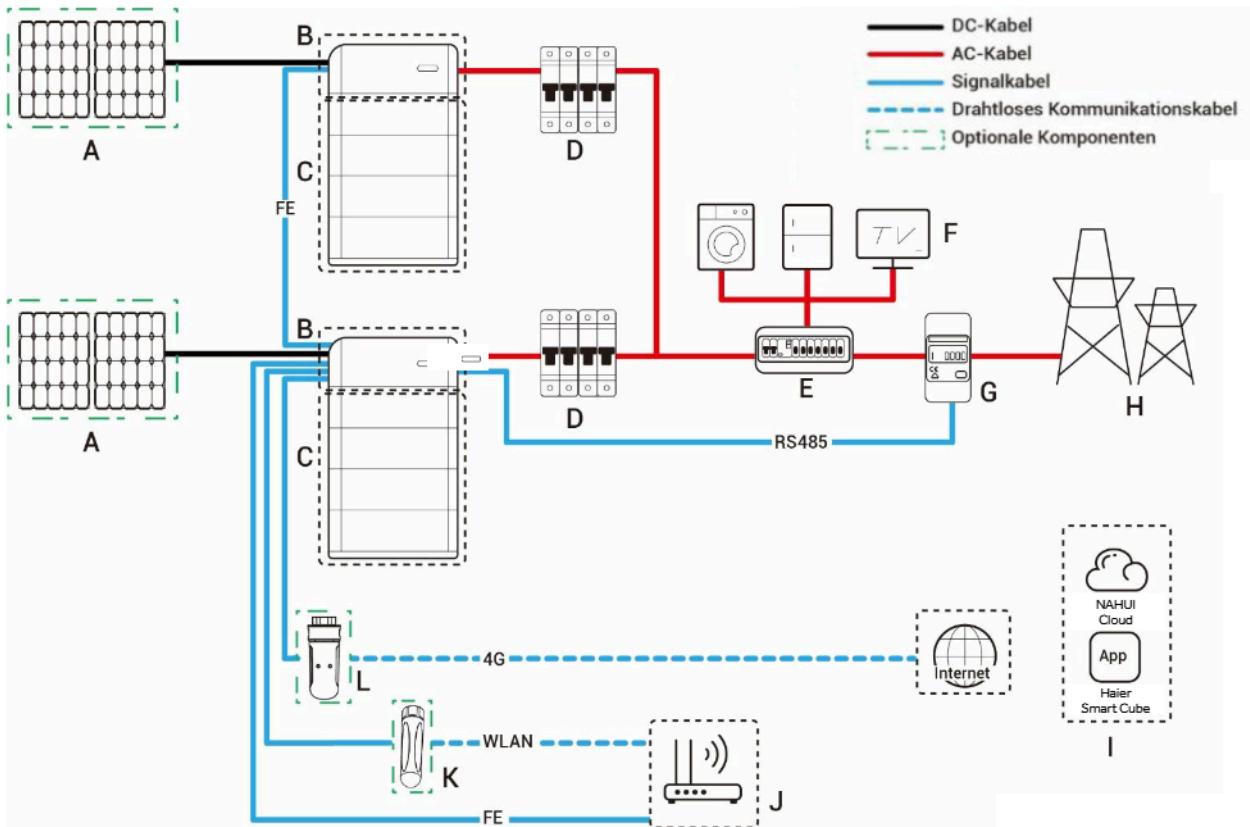 DC-Kabel
AC-Kabel
Signalkabel
Drahtloses Kommunikationskabel
Optionale Komponenten
A
B
C
D
FE
A
B
C
D
TV
F
E
G
H
RS485
L
4G
Internet
K
WLAN
J
FE
NAHUI
Cloud
App
Haier
Smart Cube
I